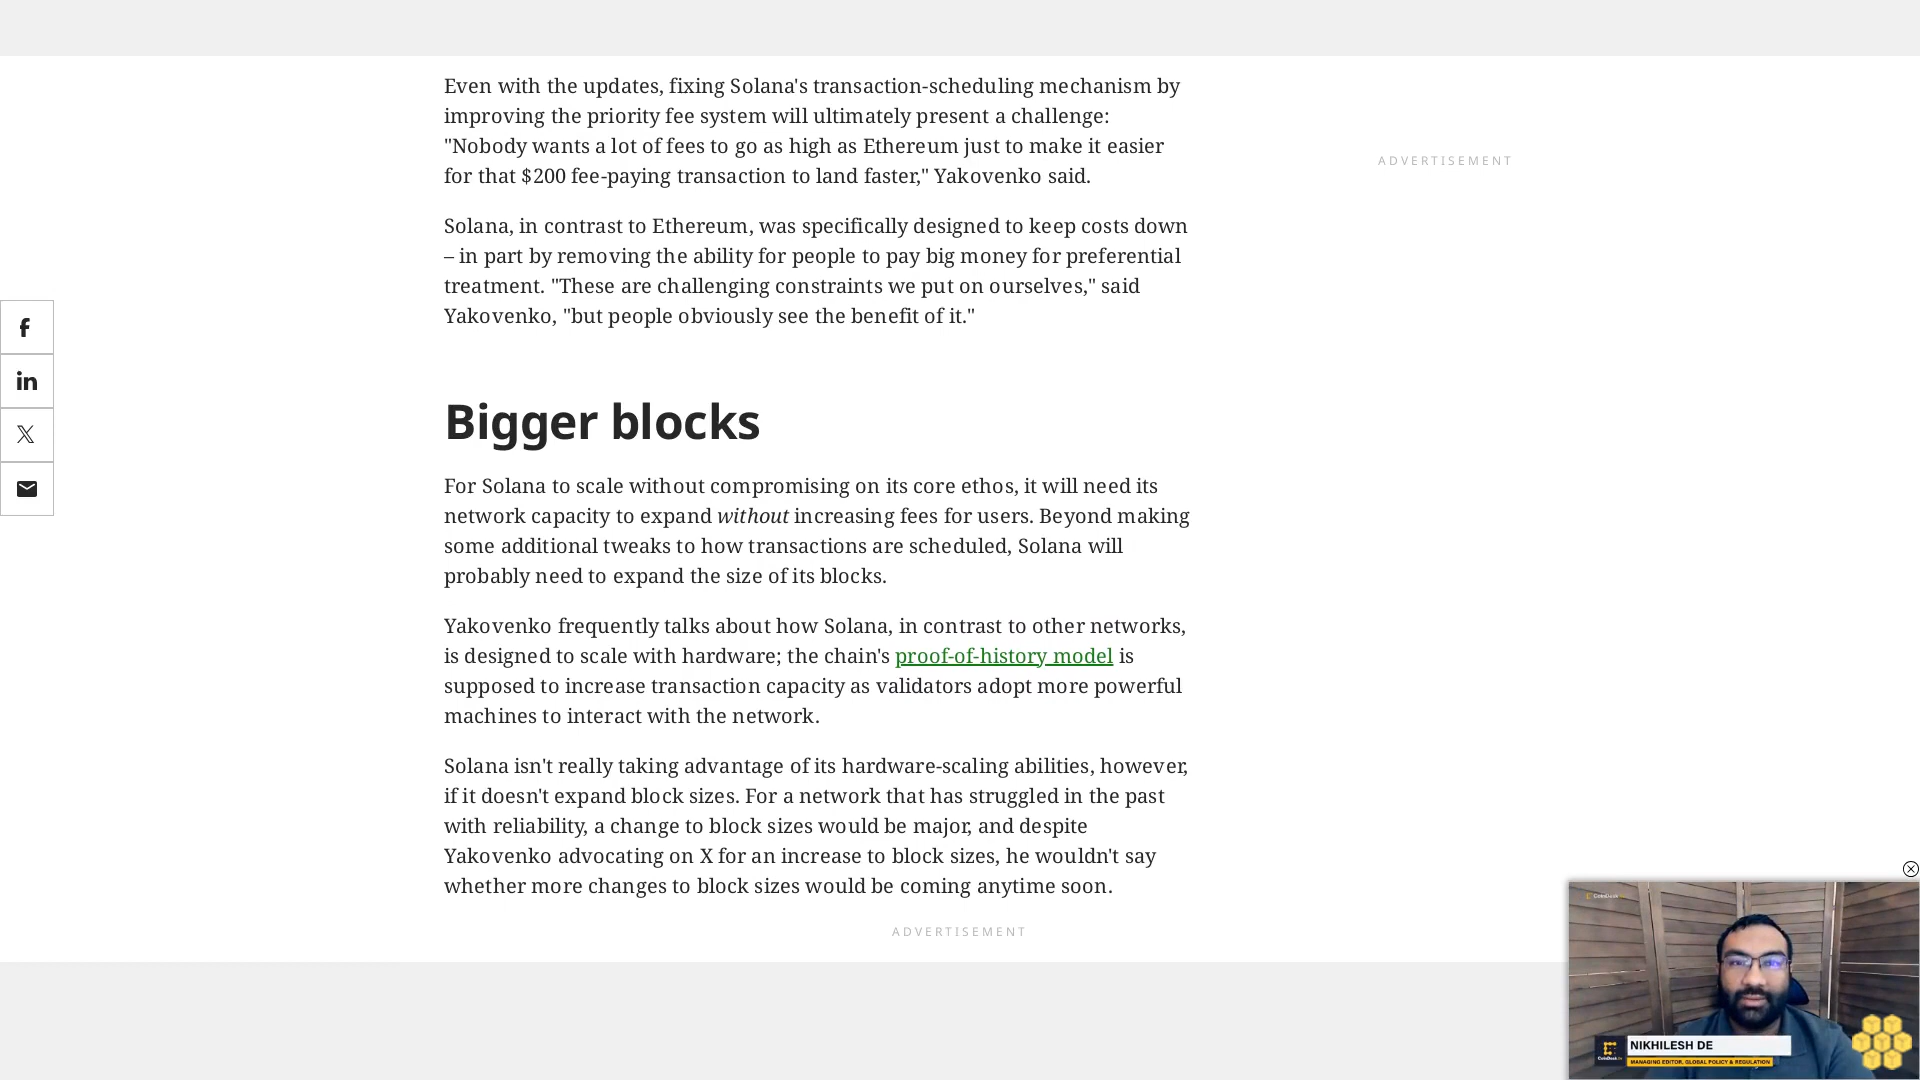 Even with the updates, fixing Solana's transaction-scheduling mechanism by
improving the priority fee system will ultimately present a challenge:
"Nobody wants a lot of fees to go as high as Ethereum just to make it easier
for that $200 fee-paying transaction to land faster," Yakovenko said.
ADVERTISEMENT
Solana, in contrast to Ethereum, was specifically designed to keep costs down
– in part by removing the ability for people to pay big money for preferential
treatment. "These are challenging constraints we put on ourselves," said
Yakovenko, "but people obviously see the benefit of it."
Bigger blocks
For Solana to scale without compromising on its core ethos, it will need its
network capacity to expand without increasing fees for users. Beyond making
some additional tweaks to how transactions are scheduled, Solana will
probably need to expand the size of its blocks.
Yakovenko frequently talks about how Solana, in contrast to other networks,
is designed to scale with hardware; the chain's proof-of-history model is
supposed to increase transaction capacity as validators adopt more powerful
machines to interact with the network.
Solana isn't really taking advantage of its hardware-scaling abilities, however,
if it doesn't expand block sizes. For a network that has struggled in the past
with reliability, a change to block sizes would be major, and despite
Yakovenko advocating on X for an increase to block sizes, he wouldn't say
whether more changes to block sizes would be coming anytime soon.
ADVERTISEMENT
CoinDesk
NIKHILESH DE
MANAGING EDITOR, GLOBAL POLICY & REGULATION